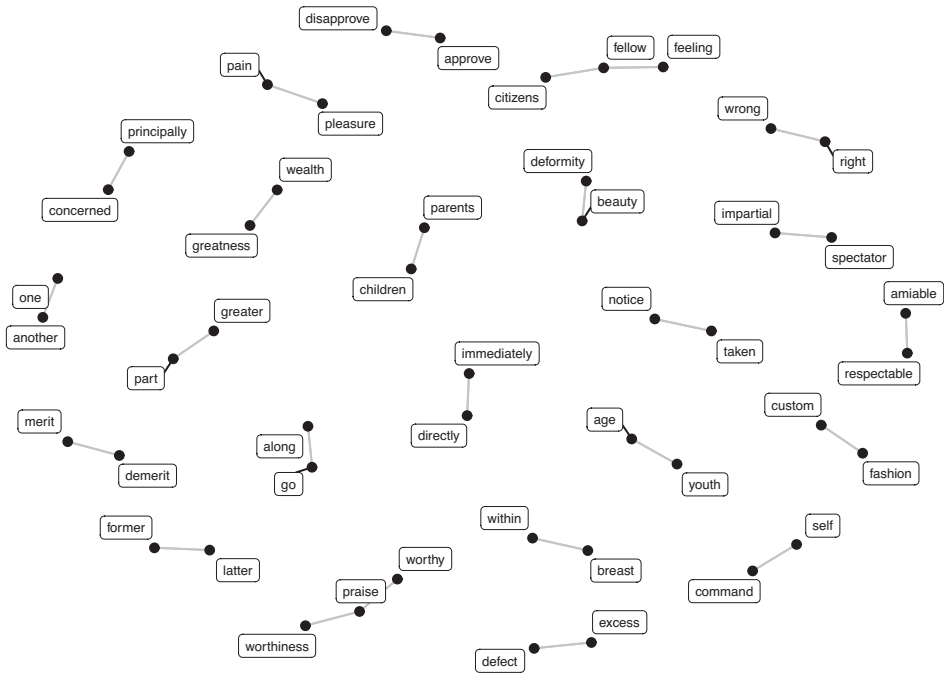 disapprove
approve
fellow
feeling
citizens
pain
pleasure
wrong
right
principally
concerned
wealth
greatness
deformity
beauty
parents
children
impartial
spectator
one
another
greater
part
notice
taken
amiable
respectable
immediately
directly
merit
demerit
along
go
age
youth
custom
fashion
former
latter
within
breast
self
command
worthy
praise
worthiness
excess
defect